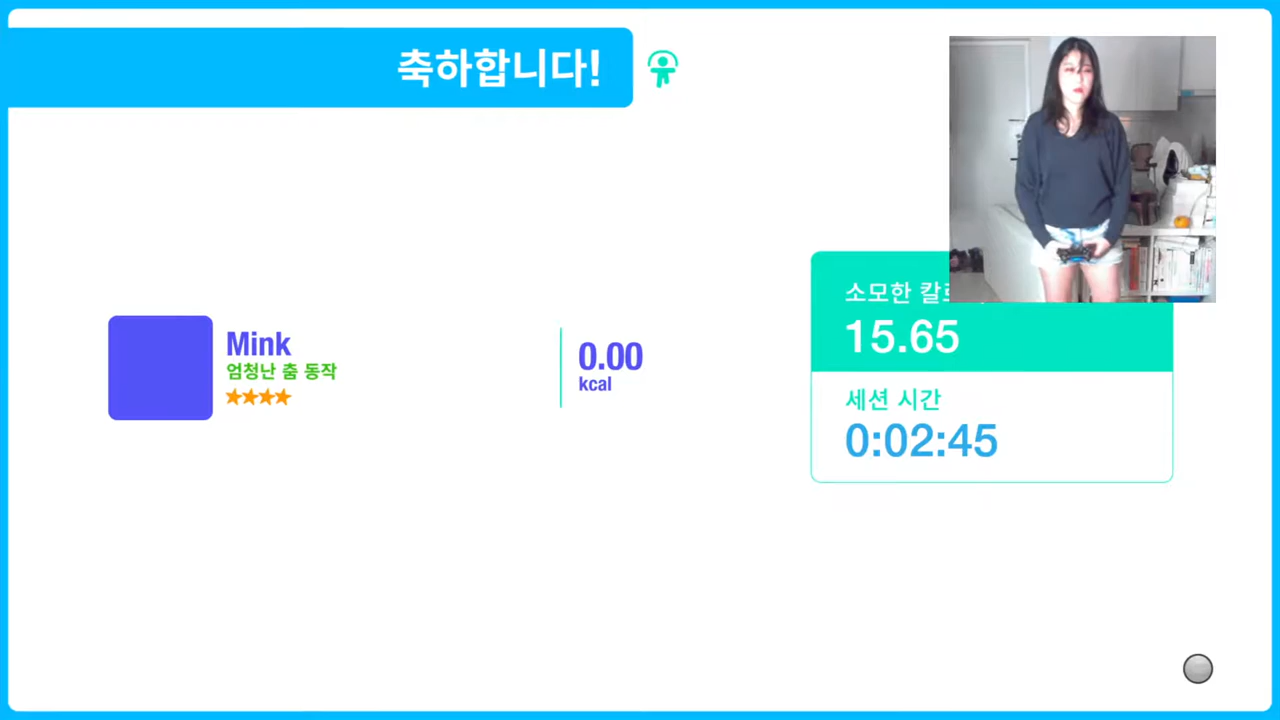 축하합니다!
Mink
엄청난 춤 동작
0.00
kcal
소모한
15.65
세션 시간
0:02:45